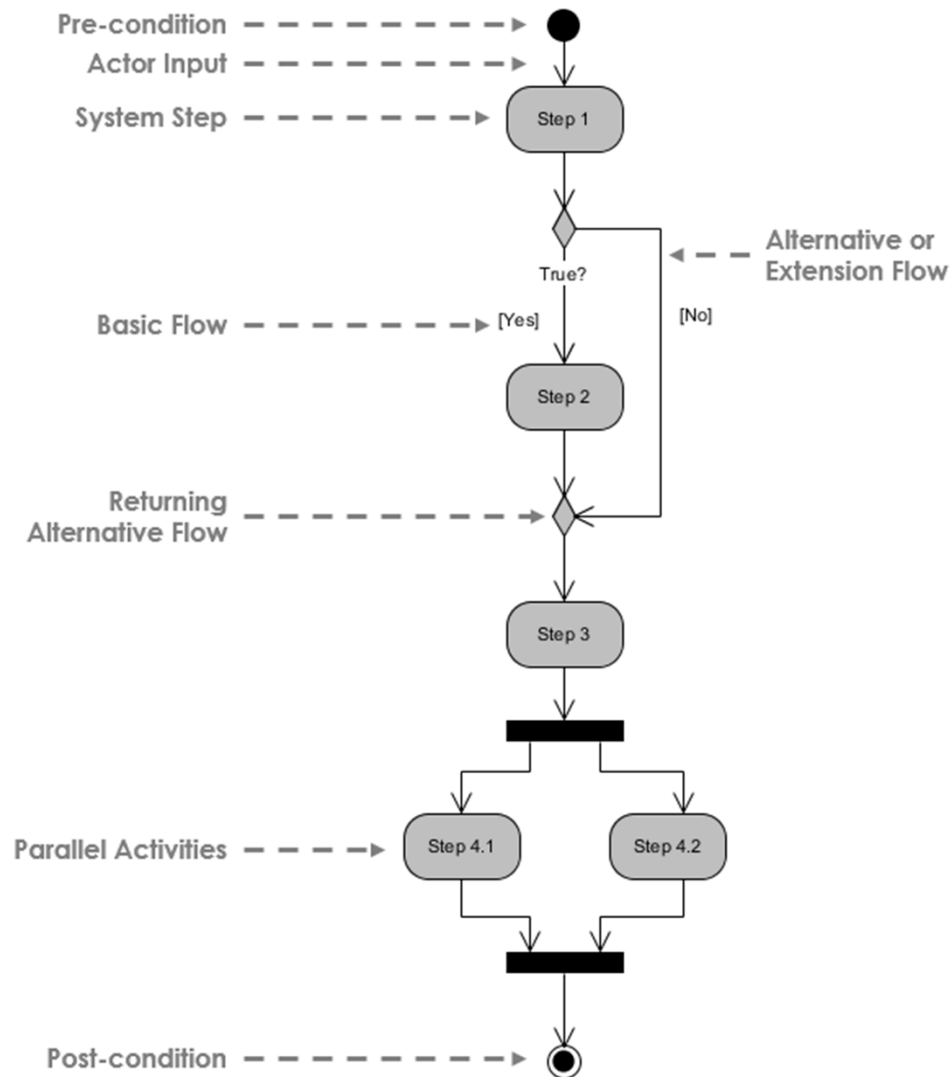 Pre-condition
Actor Input
System Step
Step 1
Alternative or
Extension Flow
True?
Basic Flow
[Yes]
[No]
Step 2
Returning
Alternative Flow
Step 3
Parallel Activities
Step 4.1
Step 4.2
Post-condition